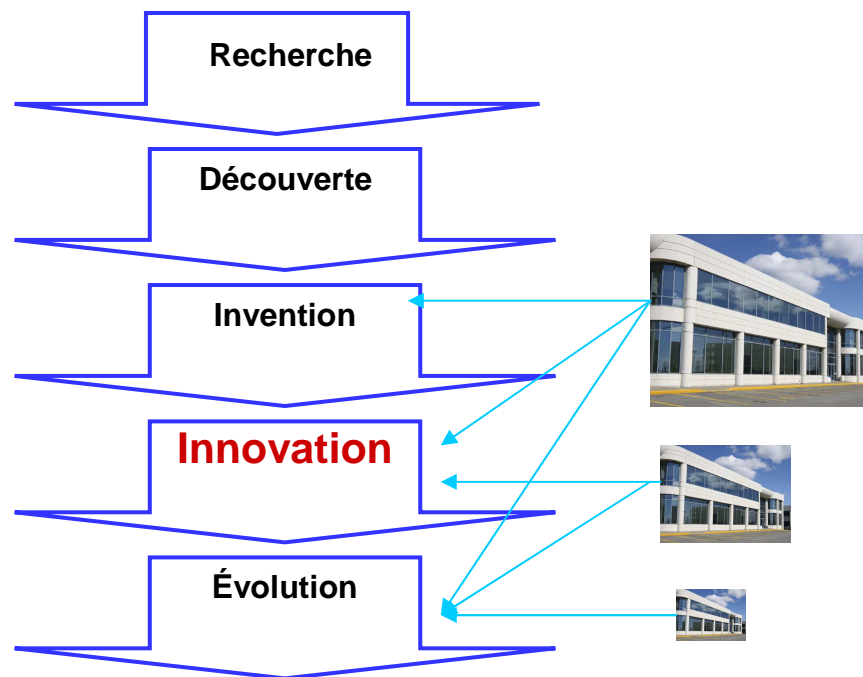 Recherche
Découverte
Invention
Innovation
Évolution